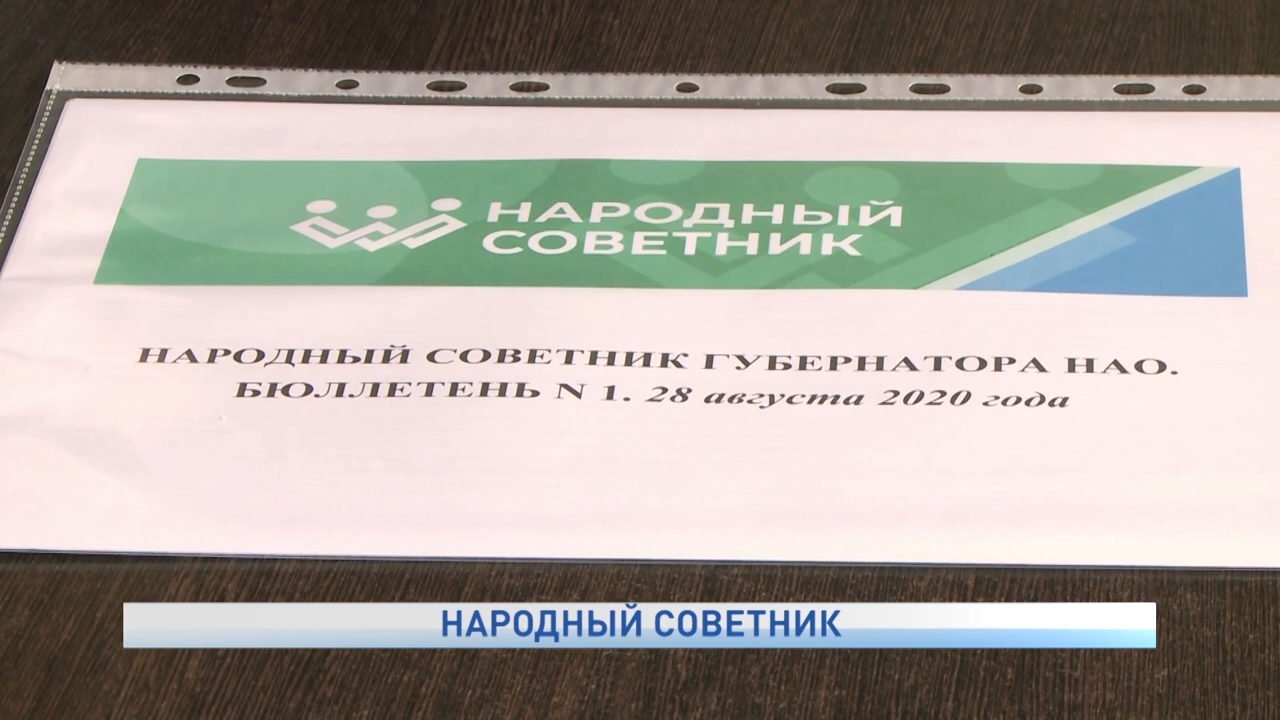 НАРОДНЫЙ
СОВЕТНИК
НАРОДНЫЙ СОВЕТНИК ГУБЕРНАТОРА НАО.
БЮЛЛЕТЕНЬ N 1. 28 августа 2020 года
НАРОДНЫЙ СОВЕТНИК